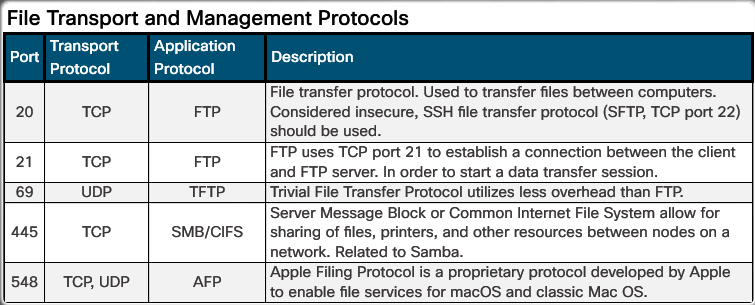 File Transport and Management Protocols
Port Transport Protocol Application Protocol Description
20 TCP FTP File transfer protocol. Used to transfer files between computers.
Considered insecure, SSH file transfer protocol (SFTP, TCP port 22)
should be used.
21 TCP FTP FTP uses TCP port 21 to establish a connection between the client
and FTP server. In order to start a data transfer session.
69 UDP TFTP Trivial File Transfer Protocol utilizes less overhead than FTP.
445 TCP SMB/CIFS Server Message Block or Common Internet File System allow for
sharing of files, printers, and other resources between nodes on a
network. Related to Samba.
548 TCP, UDP AFP Apple Filing Protocol is a proprietary protocol developed by Apple
to enable file services for macOS and classic Mac OS.